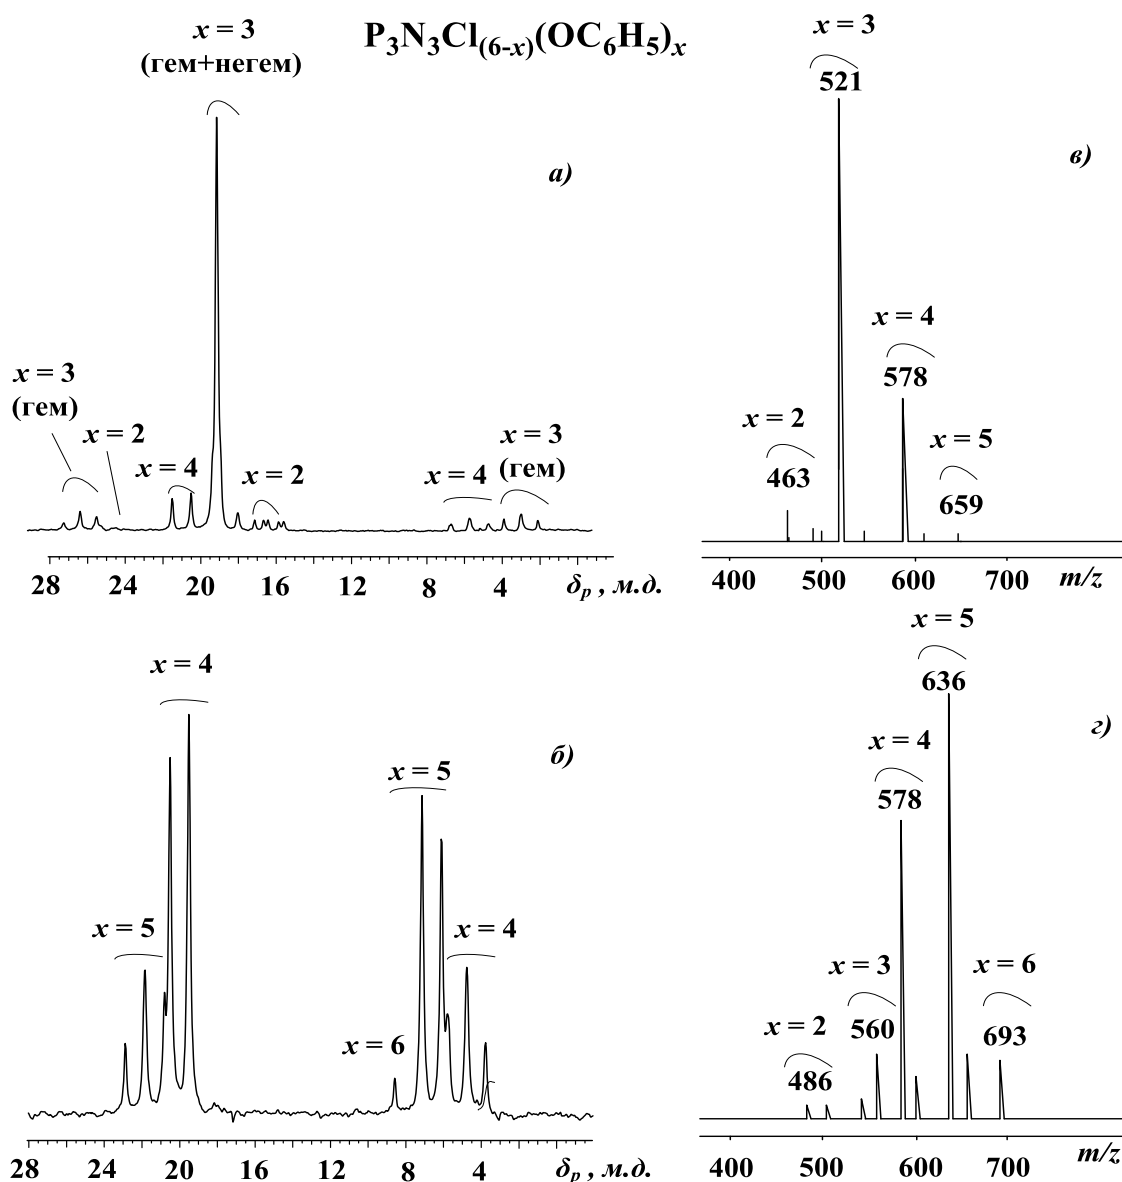 P₃N₃Cl₍₆₋ₓ₎(OC₆H₅)ₓ
x = 3
(гем+негем)
а)
x = 3
(гем)
x = 2
x = 4
x = 2
x = 4
x = 3
(гем)
28 24 20 16 12 8 4 δₚ , м.д.
x = 3
521
в)
x = 4
578
x = 2
463
x = 5
659
400 500 600 700 m/z
x = 4
б)
x = 5
x = 5
x = 4
x = 6
28 24 20 16 12 8 4 δₚ , м.д.
x = 5
636
г)
x = 4
578
x = 3
560
x = 6
693
x = 2
486
400 500 600 700 m/z